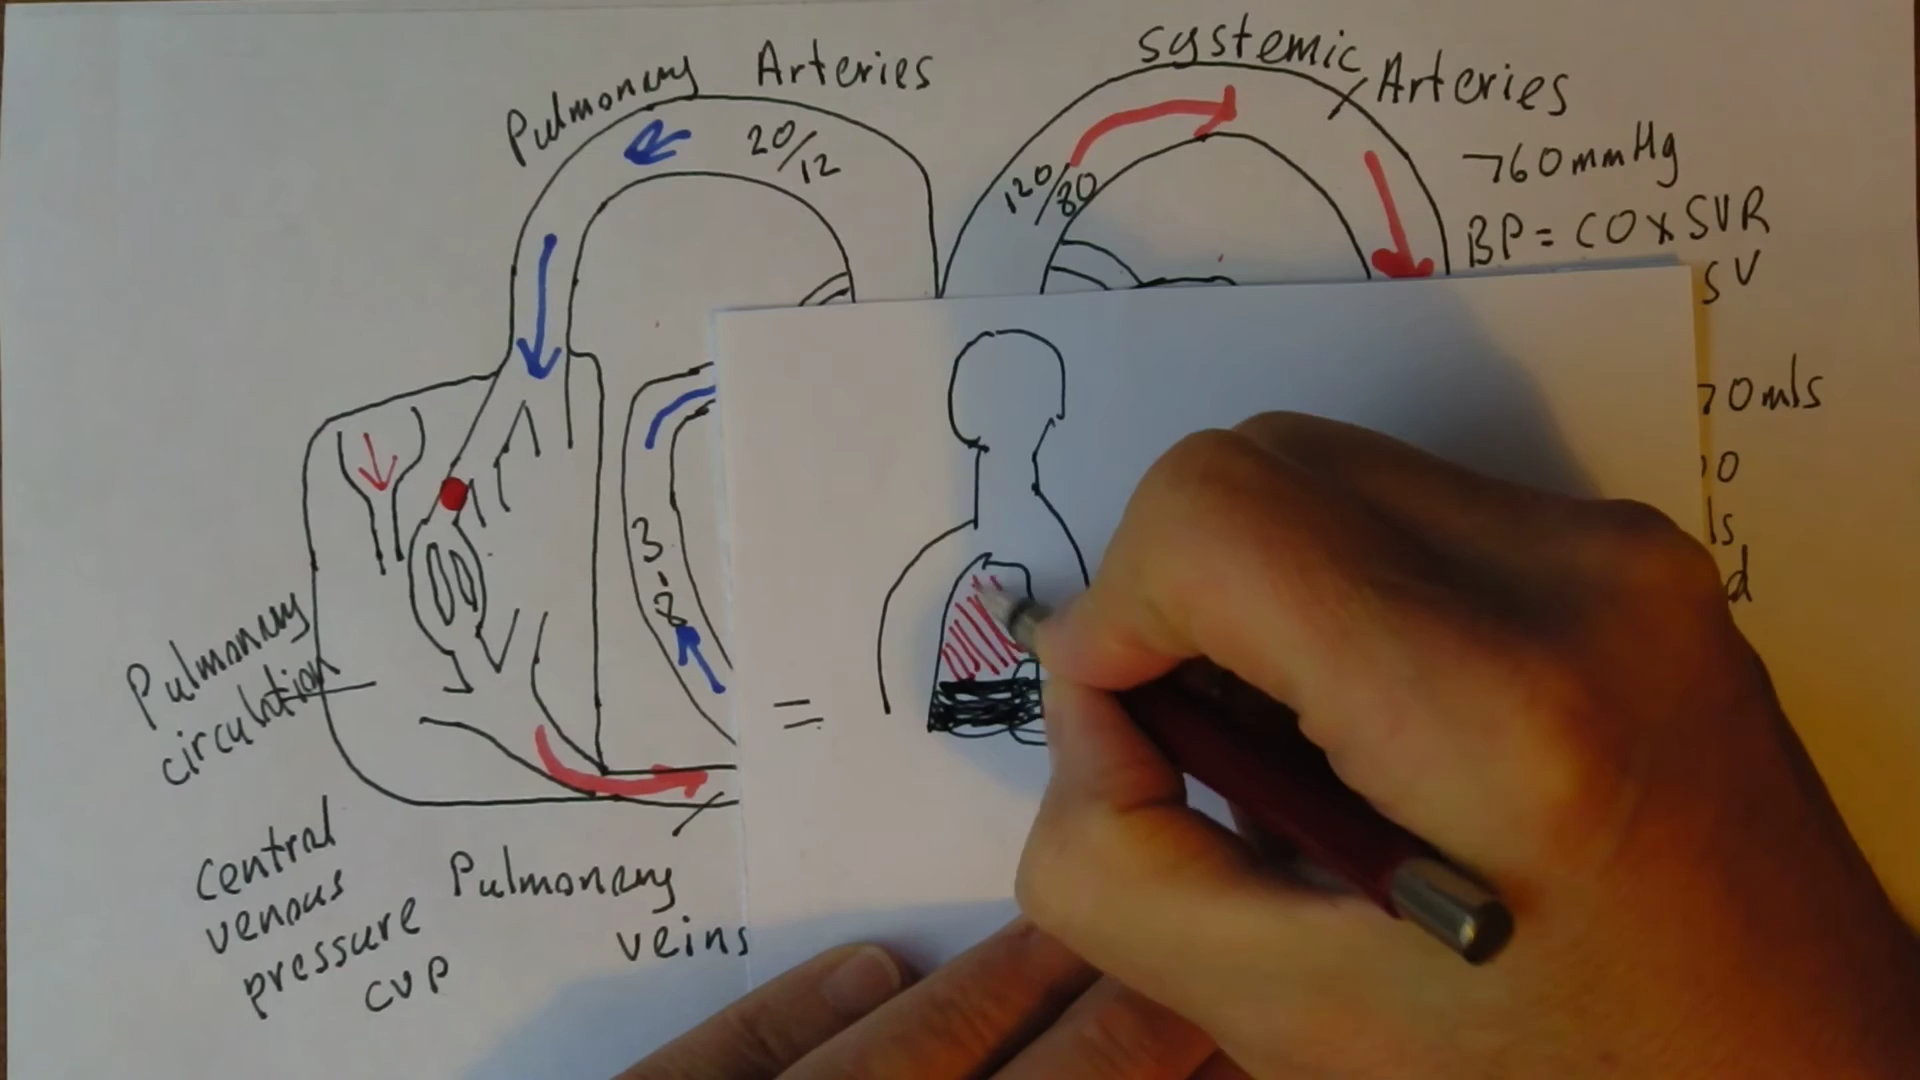 Pulmonary Arteries
20/12
systemic Arteries
120/80
760mmHg
BP = CO x SVR
SV
70mls
3-8
=
Pulmonary
circulation
central
venous
pressure
CVP
Pulmonary
veins